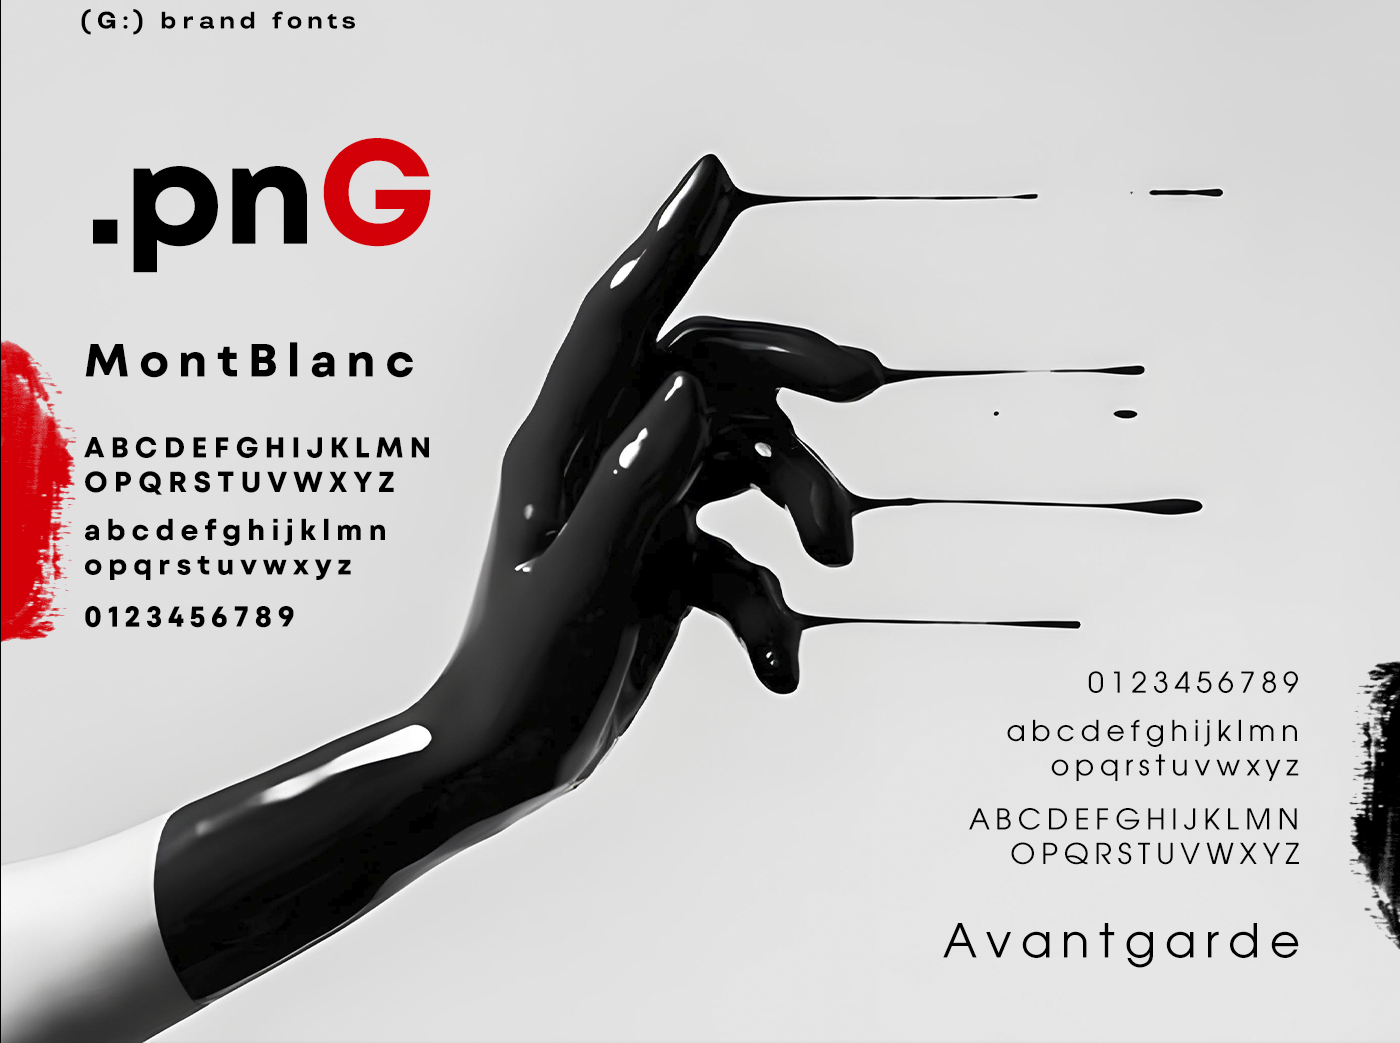 (G:) brand fonts
.pnG
MontBlanc
ABCDEFGHIJKLMN
OPQRSTUVWXYZ
abcdefghijklmn
opqrstuvwxyz
0123456789
0123456789
abcdefghijklmn
opqrstuvwxyz
ABCDEFGHIJKLMN
OPQRSTUVWXYZ
Avantgarde